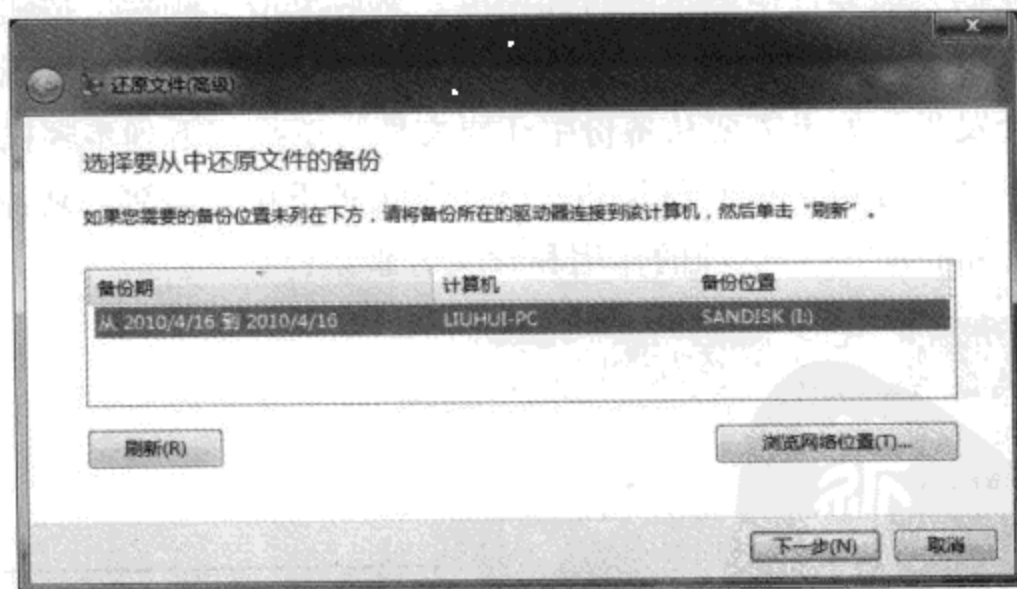 还原文件(高级)
选择要从中还原文件的备份
如果您需要的备份位置未列在下方，请将备份所在的驱动器连接到该计算机，然后单击“刷新”。
备份期 计算机 备份位置
从 2010/4/16 到 2010/4/16 LIUHUI-PC SANDISK (I:)
刷新(R) 浏览网络位置(T)...
下一步(N) 取消